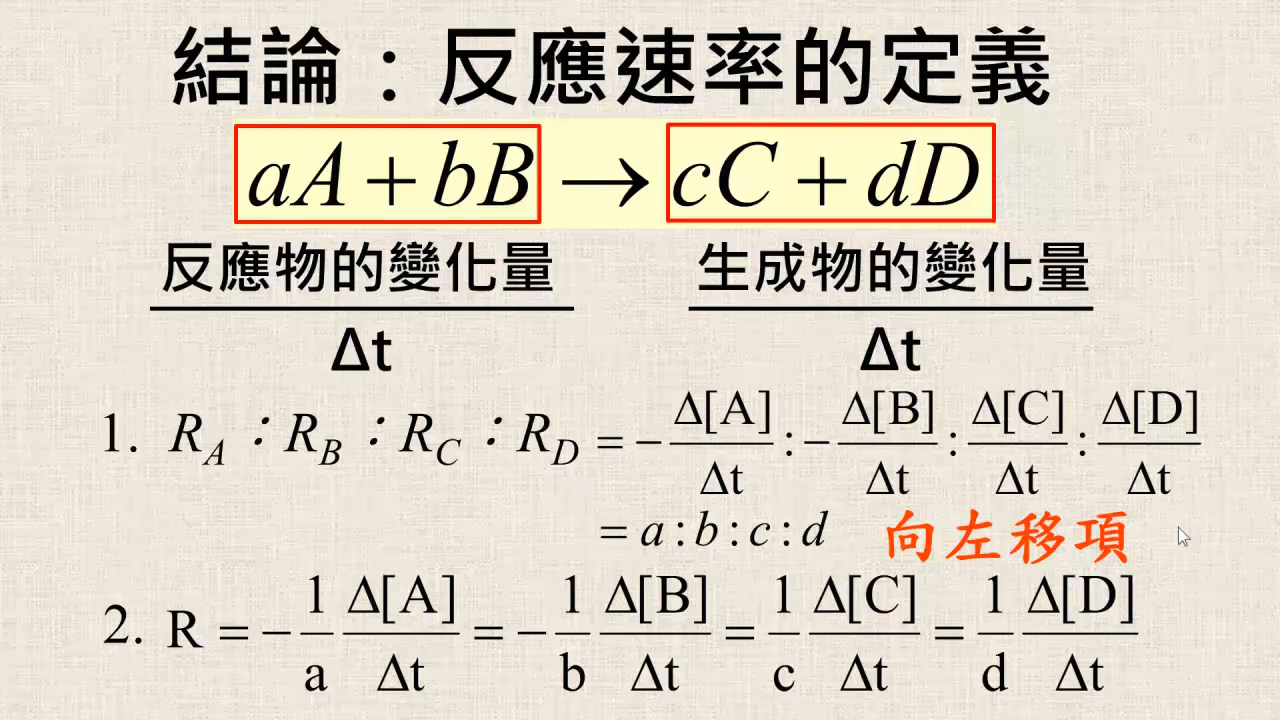 結論：反應速率的定義
aA + bB → cC + dD
反應物的變化量 生成物的變化量
Δt Δt
1. R_A：R_B：R_C：R_D = − Δ[A]/Δt : − Δ[B]/Δt : Δ[C]/Δt : Δ[D]/Δt
= a : b : c : d 向左移項
2. R = − 1/a Δ[A]/Δt = − 1/b Δ[B]/Δt = 1/c Δ[C]/Δt = 1/d Δ[D]/Δt